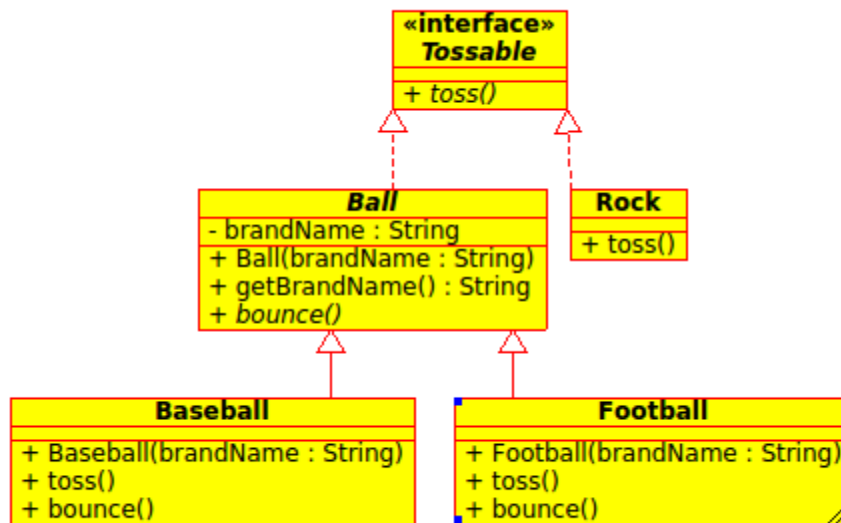 «interface»
Tossable
+ toss()
Ball
- brandName : String
+ Ball(brandName : String)
+ getBrandName() : String
+ bounce()
Rock
+ toss()
Baseball
+ Baseball(brandName : String)
+ toss()
+ bounce()
Football
+ Football(brandName : String)
+ toss()
+ bounce()